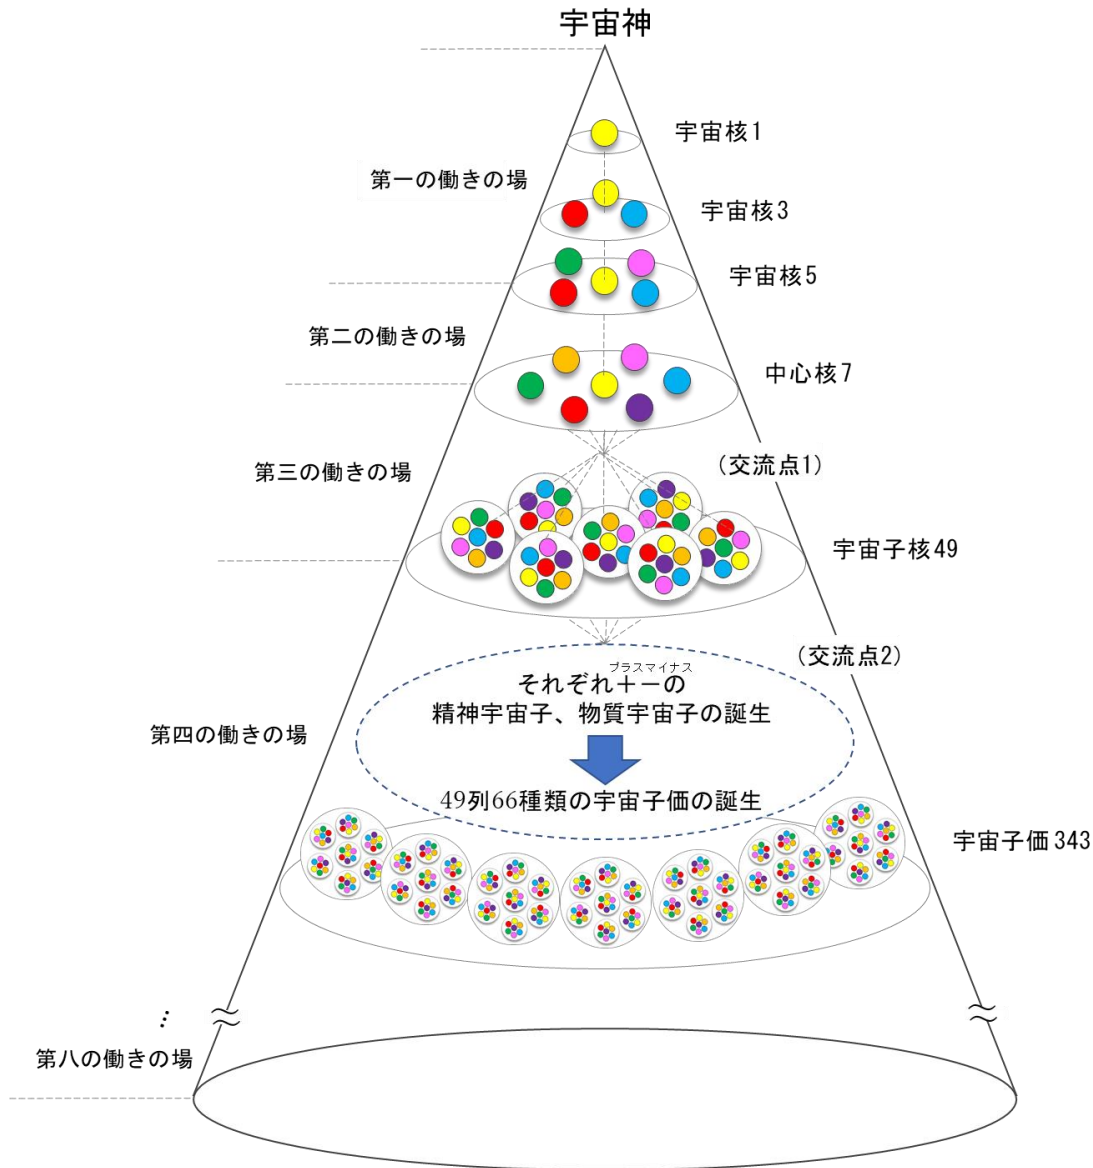 宇宙神
宇宙核1
第一の働きの場
宇宙核3
宇宙核5
第二の働きの場
中心核7
第三の働きの場
(交流点1)
宇宙子核49
(交流点2)
プラスマイナス
それぞれ+-の
精神宇宙子、物質宇宙子の誕生
第四の働きの場
49列66種類の宇宙子価の誕生
宇宙子価343
⋮
第八の働きの場